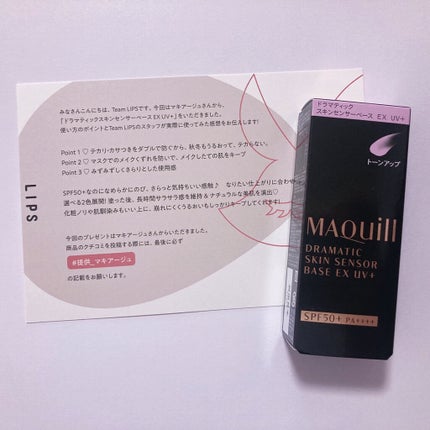 みなさんこんにちは、Team LIPSです。今回はマキアージュさんから、
「ドラマティックスキンセンサーベース EX UV+」をいただきました。
使い方のポイントとTeam LIPSのスタッフが実際に使ってみた感想をお伝えします!
Point 1 ♡ テカリ・カサつきをダブルで防ぐから、秋冬もうるおって、テカらない。
Point 2 ♡ マスクでのメイクくずれを防いで、メイクしたての肌をキープ
Point 3 ♡ みずみずしくさらりとした使用感
SPF50+なのになめらかにのび、さらっと気持ちいい感触♪ なりたい仕上がりに合わせ
選べる2色展開! 塗った後、長時間サラサラ感を維持 & ナチュラルな美肌を演出♡
化粧ノリや肌馴染みもいい上に、崩れにくくうるおいもしっかりキープしてくれます!
今回のプレゼントはマキアージュさんからいただきました。
商品のクチコミを投稿する際には、最後に必ず
#提供_マキアージュ
の記載をお願いします。
LIPS
ドラマティック
スキンセンサーベース EX UV+
トーンアップ
MAQuill
DRAMATIC
SKIN SENSOR
BASE EX UV+
SPF50+ PA++++